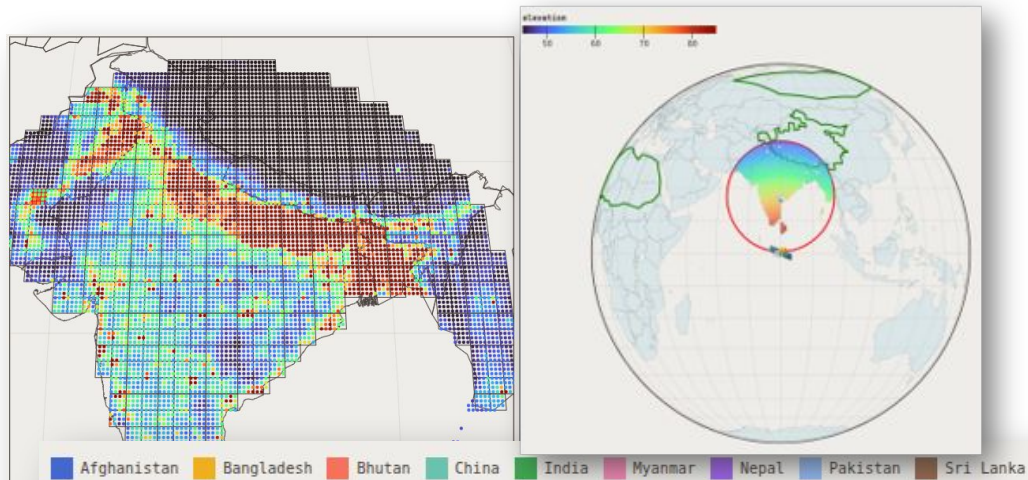 elevation
50 60 70 80
Afghanistan Bangladesh Bhutan China India Myanmar Nepal Pakistan Sri Lanka